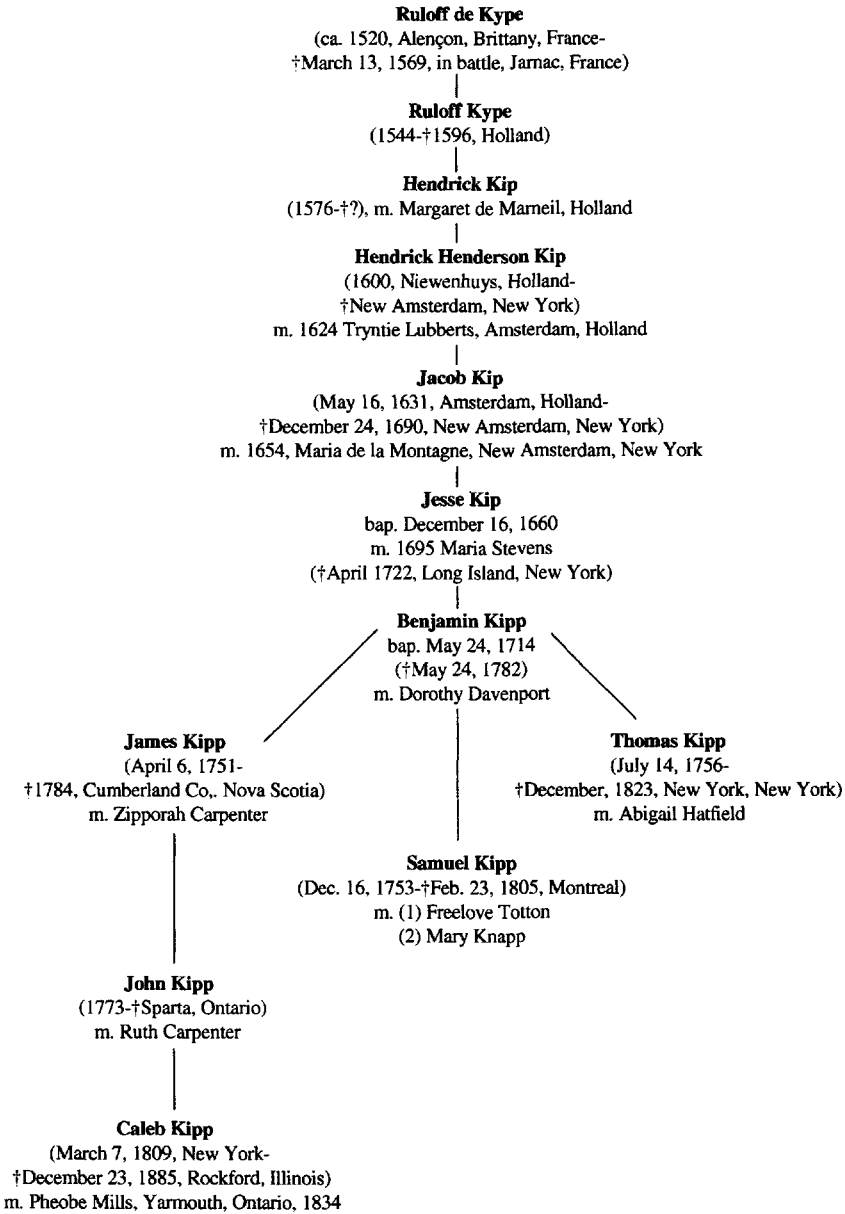 Ruloff de Kype
(ca. 1520, Alençon, Brittany, France-
†March 13, 1569, in battle, Jarnac, France)
Ruloff Kype
(1544-†1596, Holland)
Hendrick Kip
(1576-†?), m. Margaret de Marneil, Holland
Hendrick Henderson Kip
(1600, Niewenhuys, Holland-
†New Amsterdam, New York)
m. 1624 Tryntie Lubberts, Amsterdam, Holland
Jacob Kip
(May 16, 1631, Amsterdam, Holland-
†December 24, 1690, New Amsterdam, New York)
m. 1654, Maria de la Montagne, New Amsterdam, New York
Jesse Kip
bap. December 16, 1660
m. 1695 Maria Stevens
(†April 1722, Long Island, New York)
Benjamin Kipp
bap. May 24, 1714
(†May 24, 1782)
m. Dorothy Davenport
James Kipp
(April 6, 1751-
†1784, Cumberland Co,. Nova Scotia)
m. Zipporah Carpenter
Thomas Kipp
(July 14, 1756-
†December, 1823, New York, New York)
m. Abigail Hatfield
Samuel Kipp
(Dec. 16, 1753-†Feb. 23, 1805, Montreal)
m. (1) Freelove Totton
(2) Mary Knapp
John Kipp
(1773-†Sparta, Ontario)
m. Ruth Carpenter
Caleb Kipp
(March 7, 1809, New York-
†December 23, 1885, Rockford, Illinois)
m. Pheobe Mills, Yarmouth, Ontario, 1834